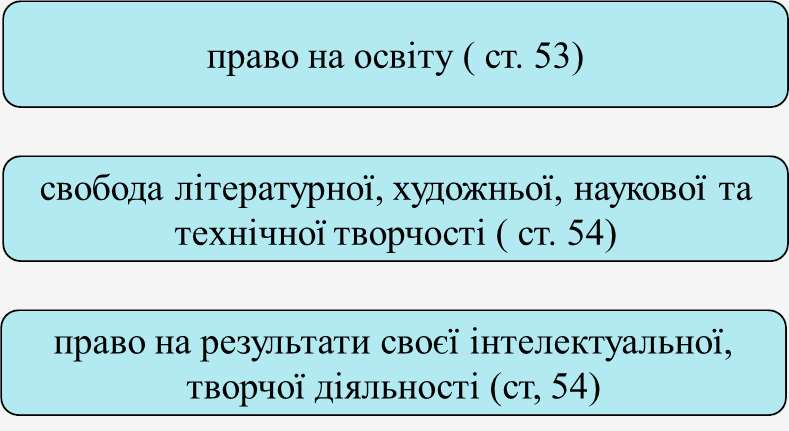 право на освіту ( ст. 53)
свобода літературної, художньої, наукової та
технічної творчості ( ст. 54)
право на результати своєї інтелектуальної,
творчої діяльності (ст, 54)